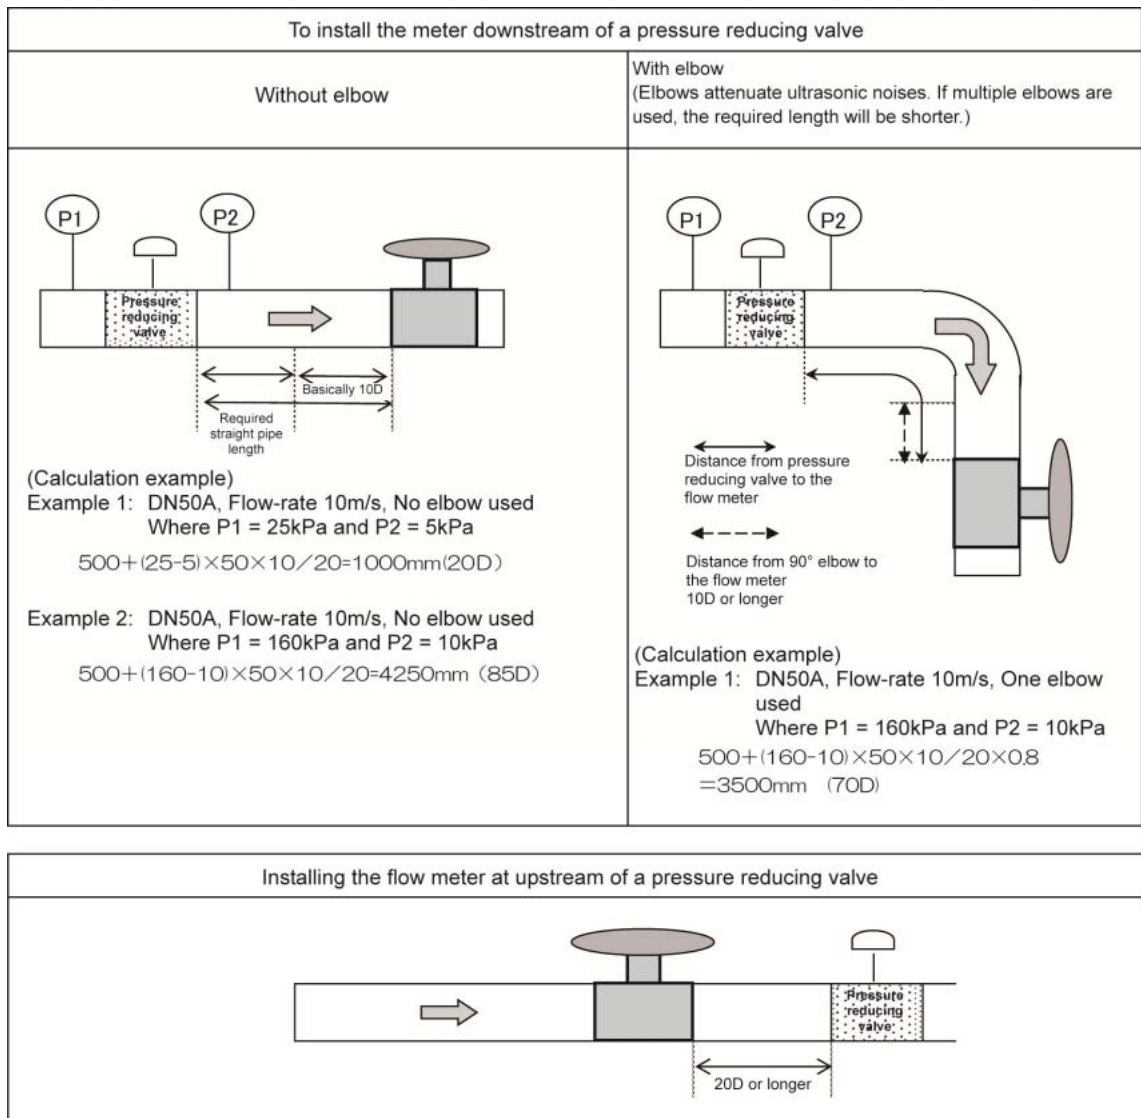 To install the meter downstream of a pressure reducing valve
Without elbow
With elbow
(Elbows attenuate ultrasonic noises. If multiple elbows are
used, the required length will be shorter.)
P1
P2
Pressure
reducing
valve
Basically 10D
Required
straight pipe
length
(Calculation example)
Example 1: DN50A, Flow-rate 10m/s, No elbow used
Where P1 = 25kPa and P2 = 5kPa
500+(25-5)×50×10/20=1000mm(20D)
Example 2: DN50A, Flow-rate 10m/s, No elbow used
Where P1 = 160kPa and P2 = 10kPa
500+(160-10)×50×10/20=4250mm (85D)
P1
P2
Pressure
reducing
valve
Distance from pressure
reducing valve to the
flow meter
Distance from 90° elbow to
the flow meter
10D or longer
(Calculation example)
Example 1: DN50A, Flow-rate 10m/s, One elbow
used
Where P1 = 160kPa and P2 = 10kPa
500+(160-10)×50×10/20×0.8
=3500mm (70D)
Installing the flow meter at upstream of a pressure reducing valve
Pressure
reducing
valve
20D or longer